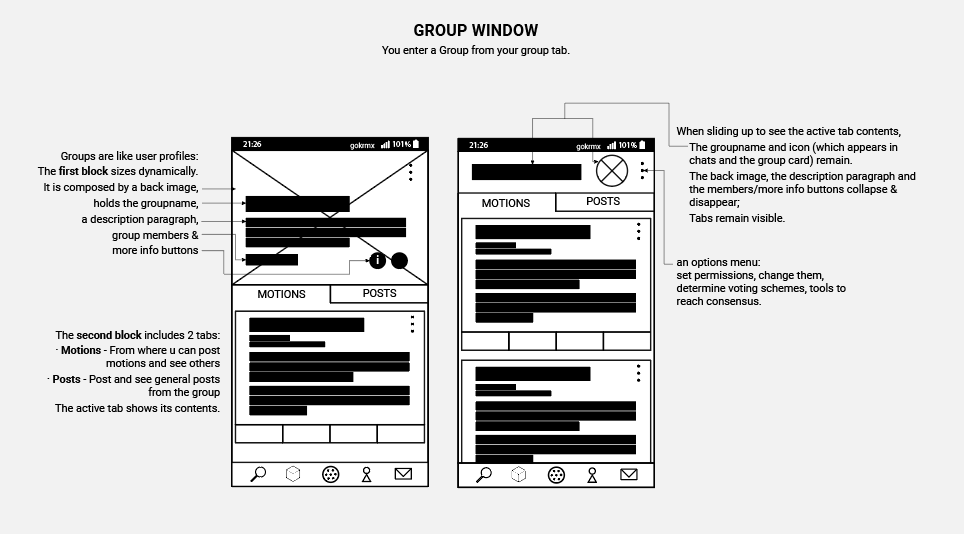 GROUP WINDOW
You enter a Group from your group tab.
Groups are like user profiles:
The first block sizes dynamically.
It is composed by a back image,
holds the groupname,
a description paragraph,
group members &
more info buttons
The second block includes 2 tabs:
· Motions - From where u can post
motions and see others
· Posts - Post and see general posts
from the group
The active tab shows its contents.
21:26
gokrmx 101%
i
MOTIONS
POSTS
21:26
gokrmx 101%
MOTIONS
POSTS
When sliding up to see the active tab contents,
The groupname and icon (which appears in
chats and the group card) remain.
The back image, the description paragraph and
the members/more info buttons collapse &
disappear;
Tabs remain visible.
an options menu:
set permissions, change them,
determine voting schemes, tools to
reach consensus.